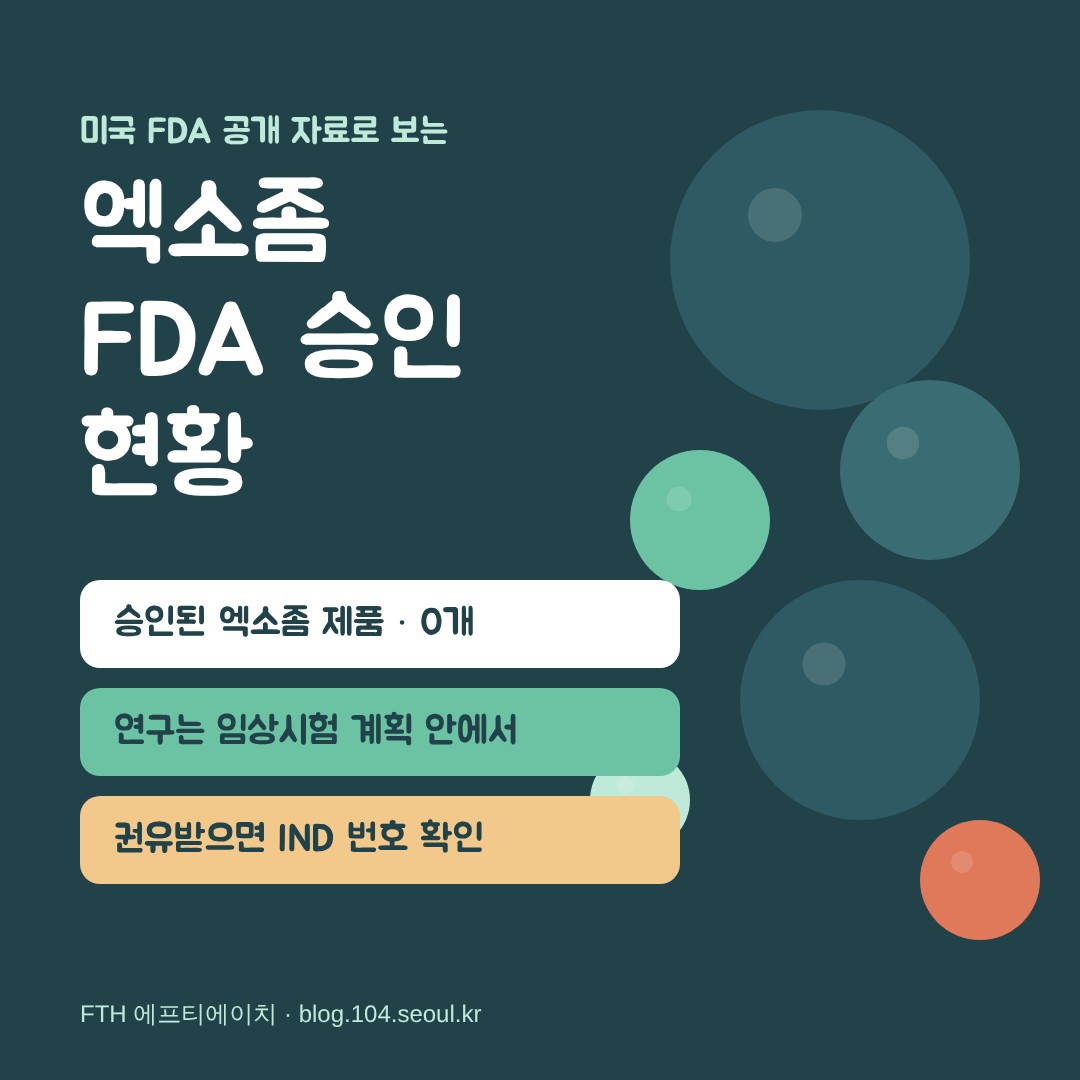 미국 FDA 공개 자료로 보는
엑소좀
FDA 승인
현황
승인된 엑소좀 제품 · 0개
연구는 임상시험 계획 안에서
권유받으면 IND 번호 확인
FTH 에프티에이치 · blog.104.seoul.kr